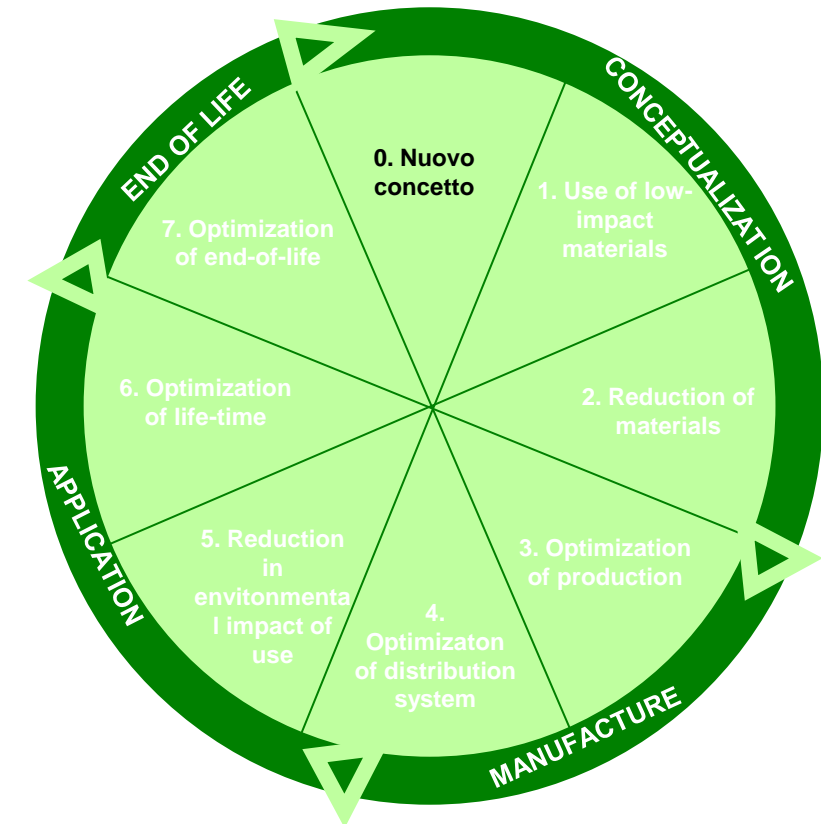 CONCEPTUALIZATION
END OF LIFE
0. Nuovo
concetto
1. Use of low-
impact
materials
7. Optimization
of end-of-life
6. Optimization
of life-time
2. Reduction of
materials
3. Optimization
of production
5. Reduction
in
envitonmenta
l impact of
use
4.
Optimizaton
of distribution
system
APPLICATION
MANUFACTURE